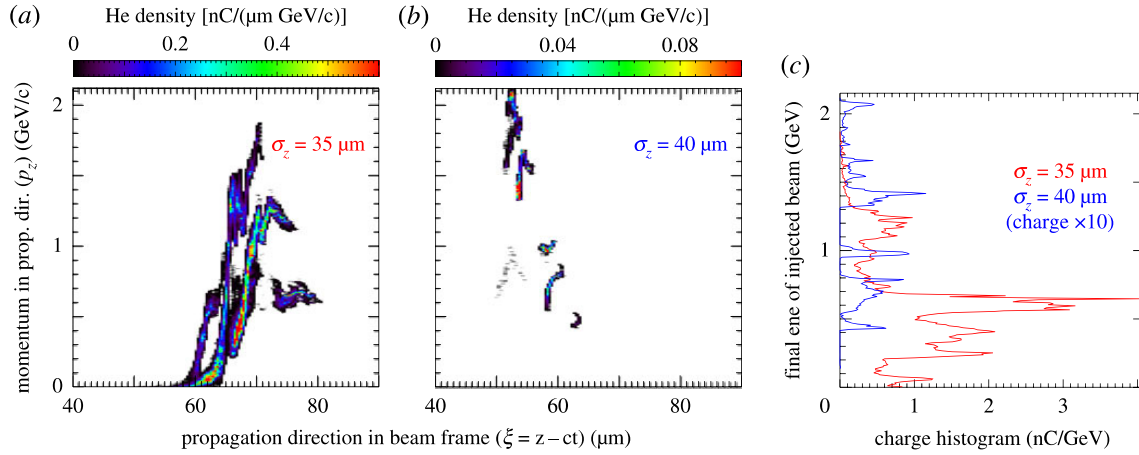 (a)
He density [nC/(µm GeV/c)]
0 0.2 0.4
2
1
0
momentum in prop. dir. (pz) (GeV/c)
σz = 35 µm
40 60 80
(b)
He density [nC/(µm GeV/c)]
0 0.04 0.08
σz = 40 µm
40 60 80
propagation direction in beam frame (ξ = z – ct) (µm)
(c)
2
1
0
final ene of injected beam (GeV)
σz = 35 µm
σz = 40 µm
(charge ×10)
1 2 3
charge histogram (nC/GeV)